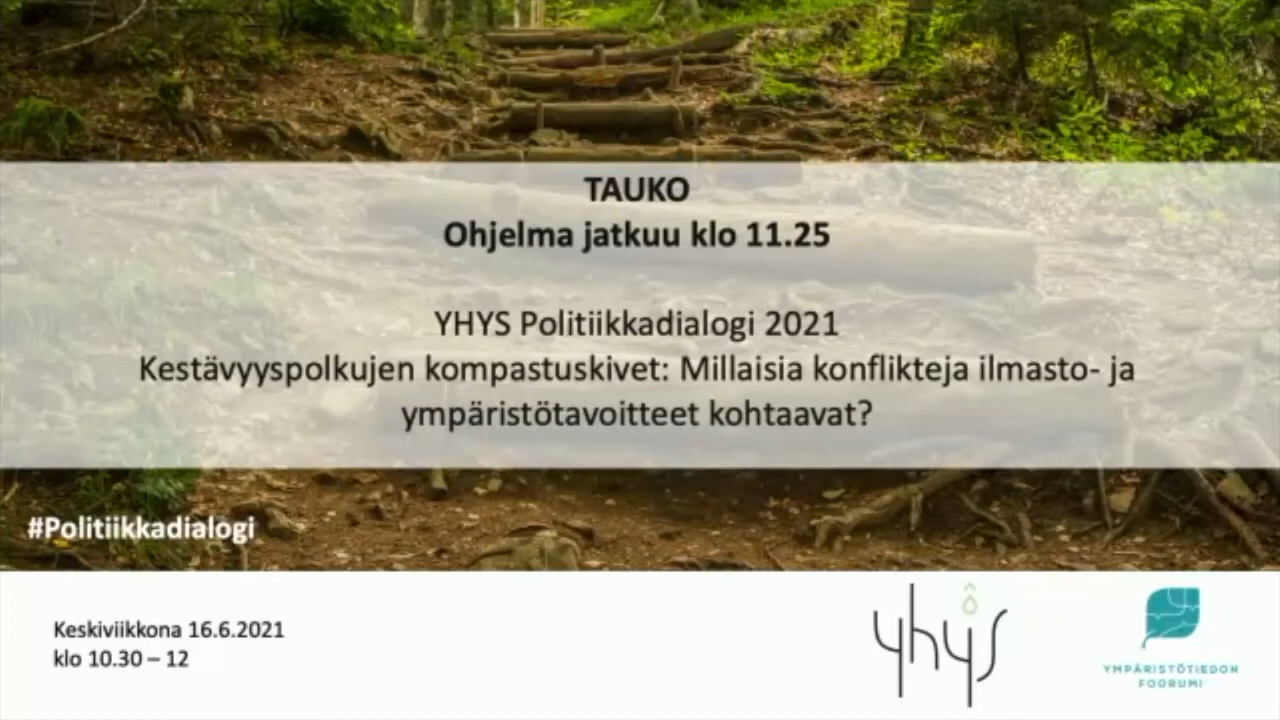 TAUKO
Ohjelma jatkuu klo 11.25
YHYS Politiikkadialogi 2021
Kestävyyspolkujen kompastuskivet: Millaisia konflikteja ilmasto- ja
ympäristötavoitteet kohtaavat?
#Politiikkadialogi
Keskiviikkona 16.6.2021
klo 10.30 – 12
yhys
YMPÄRISTÖTIEDON
FOORUMI